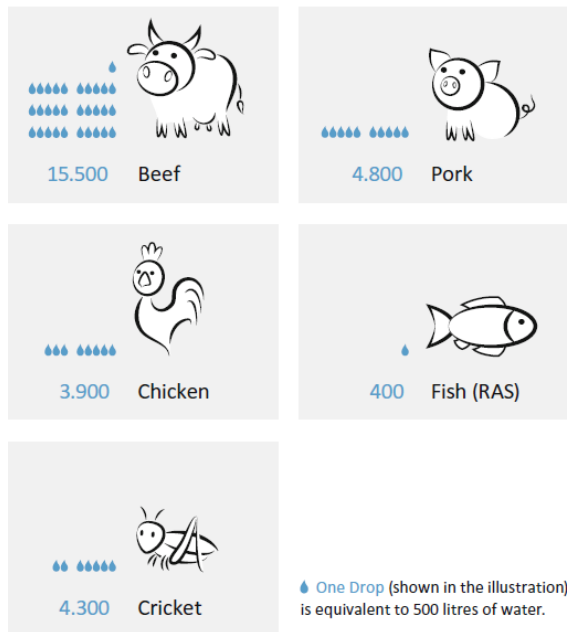 15.500 Beef
4.800 Pork
3.900 Chicken
400 Fish (RAS)
4.300 Cricket
One Drop (shown in the illustration)
is equivalent to 500 litres of water.